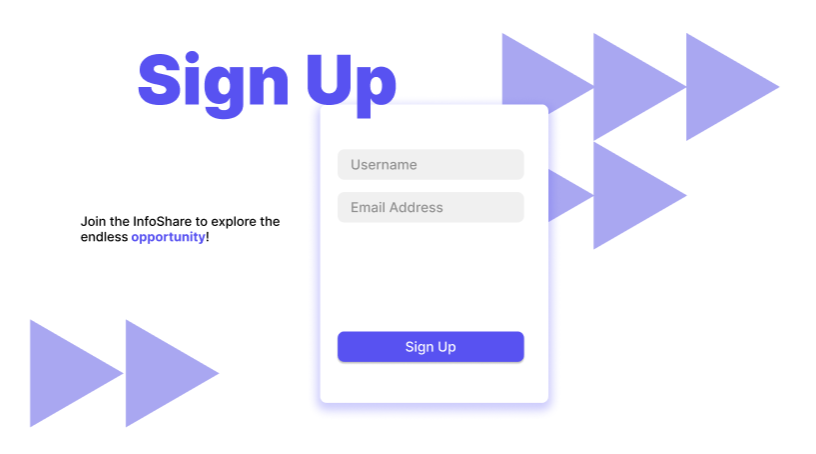 Sign Up
Username
Email Address
Join the InfoShare to explore the
endless opportunity!
Sign Up